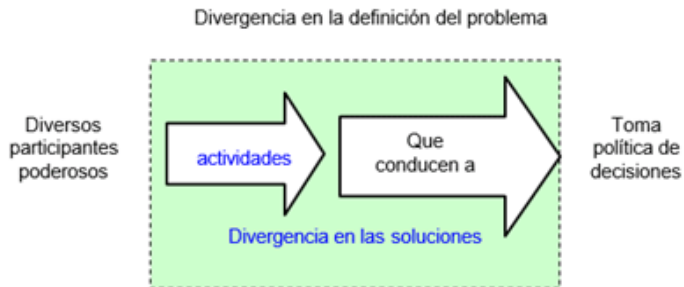 Divergencia en la definición del problema
Diversos
participantes
poderosos
actividades
Que
conducen a
Toma
política de
decisiones
Divergencia en las soluciones